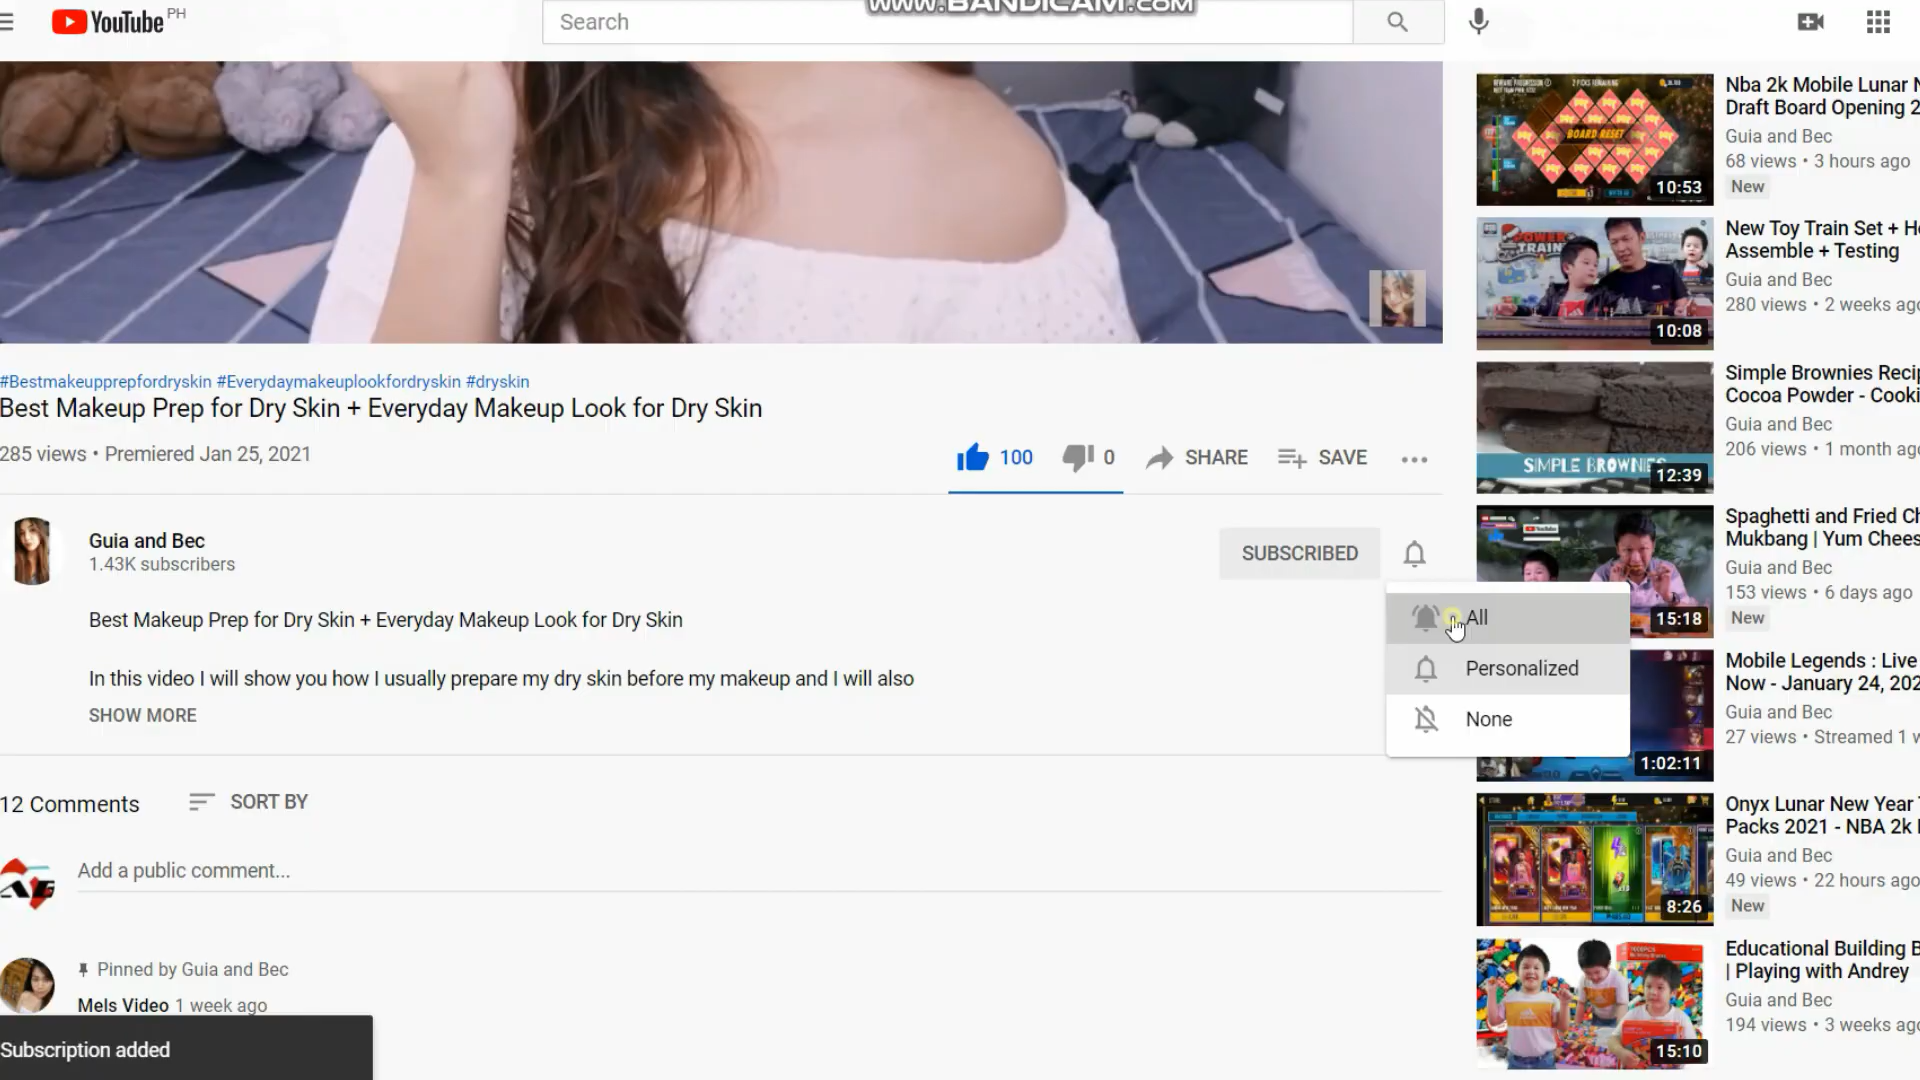 www.BANDICAM.com
YouTube PH
Search
#Bestmakeupprepfordryskin #Everydaymakeuplookfordryskin #dryskin
Best Makeup Prep for Dry Skin + Everyday Makeup Look for Dry Skin
285 views • Premiered Jan 25, 2021
100
0
SHARE
SAVE
Guia and Bec
1.43K subscribers
SUBSCRIBED
All
Personalized
None
Best Makeup Prep for Dry Skin + Everyday Makeup Look for Dry Skin
In this video I will show you how I usually prepare my dry skin before my makeup and I will also
SHOW MORE
12 Comments
SORT BY
Add a public comment...
Pinned by Guia and Bec
Mels Video 1 week ago
Subscription added
BOARD RESET
10:53
Nba 2k Mobile Lunar N
Draft Board Opening 2
Guia and Bec
68 views • 3 hours ago
New
POWER
TRAIN
10:08
New Toy Train Set + H
Assemble + Testing
Guia and Bec
280 views • 2 weeks ago
SIMPLE BROWNIES
12:39
Simple Brownies Recip
Cocoa Powder - Cooki
Guia and Bec
206 views • 1 month ago
15:18
Spaghetti and Fried Ch
Mukbang | Yum Chees
Guia and Bec
153 views • 6 days ago
New
1:02:11
Mobile Legends : Live
Now - January 24, 202
Guia and Bec
27 views • Streamed 1 w
8:26
Onyx Lunar New Year
Packs 2021 - NBA 2k
Guia and Bec
49 views • 22 hours ago
New
15:10
Educational Building B
| Playing with Andrey
Guia and Bec
194 views • 3 weeks ago